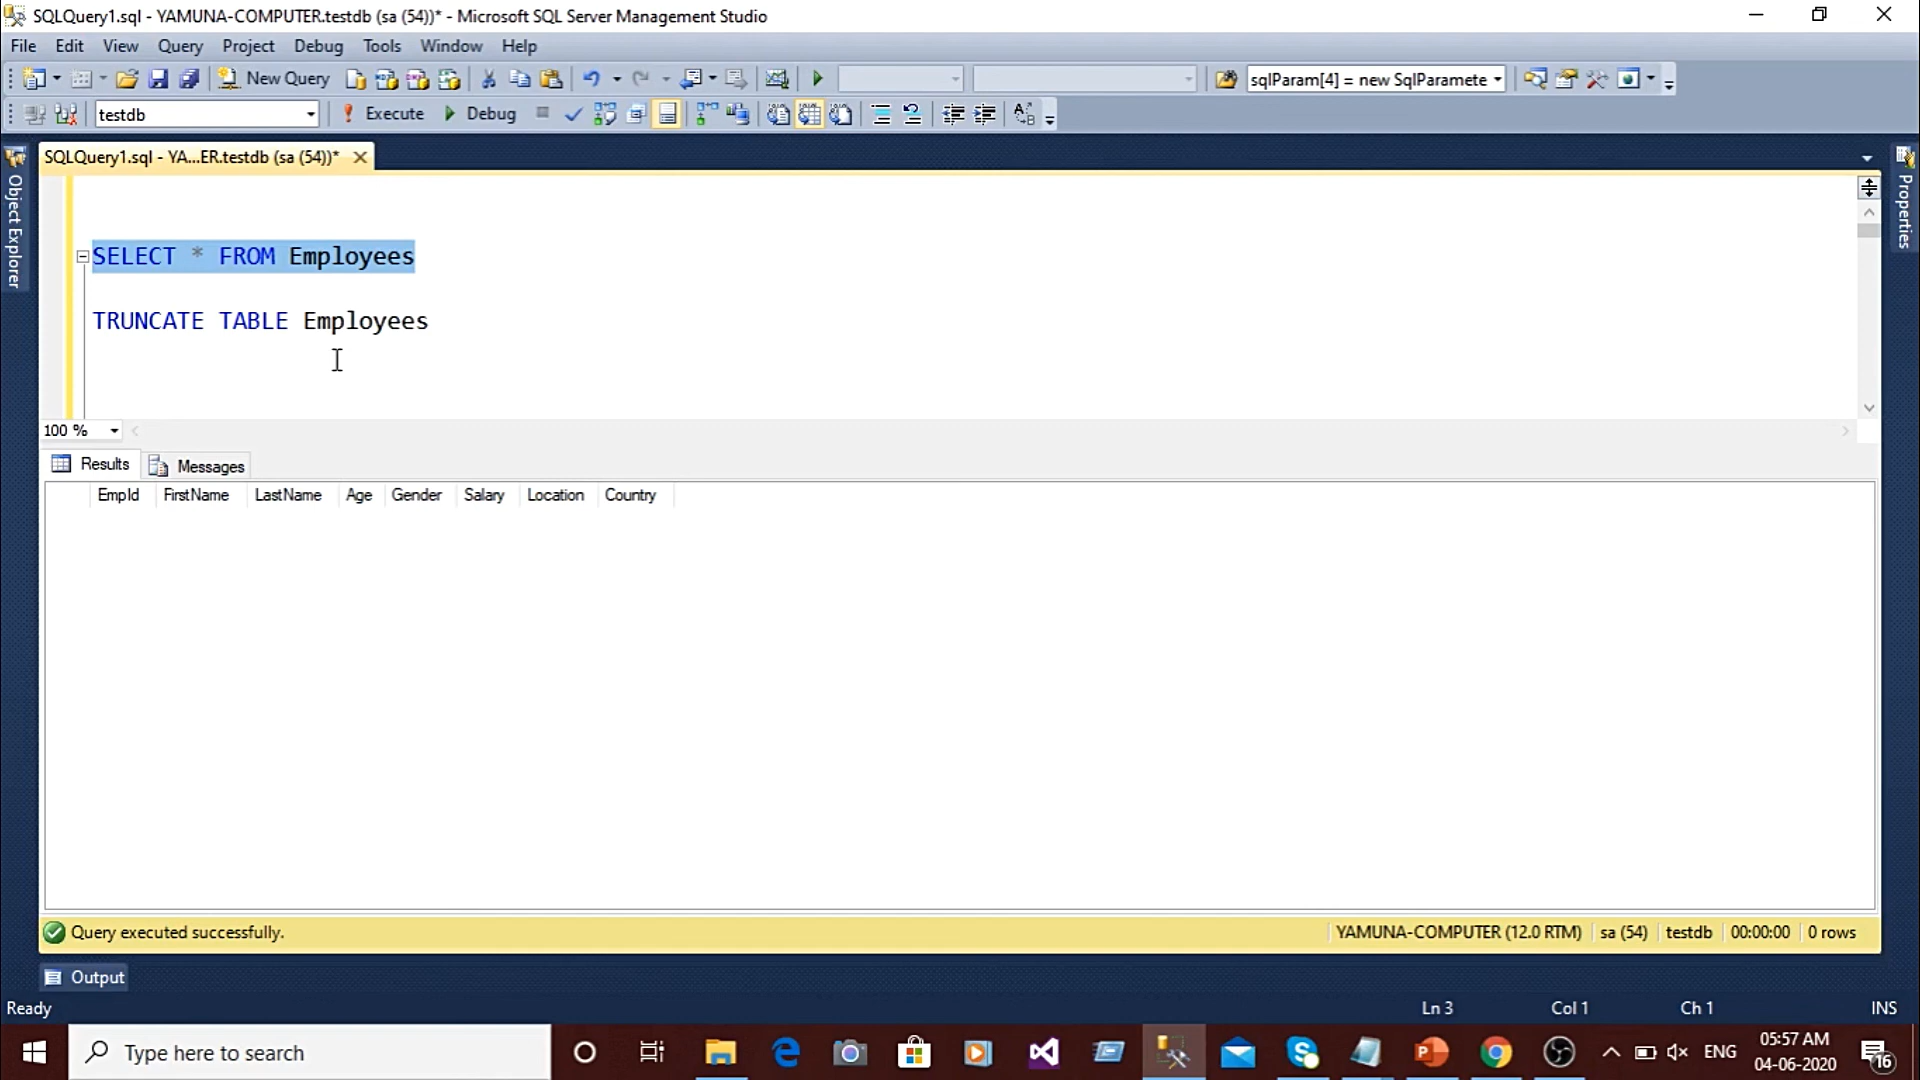 SQLQuery1.sql - YAMUNA-COMPUTER.testdb (sa (54))* - Microsoft SQL Server Management Studio
File Edit View Query Project Debug Tools Window Help
New Query sqlParam[4] = new SqlParamete
testdb Execute Debug
SQLQuery1.sql - YA...ER.testdb (sa (54))*
Object Explorer
Properties
SELECT * FROM Employees
TRUNCATE TABLE Employees
100 %
Results Messages
EmpId FirstName LastName Age Gender Salary Location Country
Query executed successfully. YAMUNA-COMPUTER (12.0 RTM) sa (54) testdb 00:00:00 0 rows
Output
Ready Ln 3 Col 1 Ch 1 INS
Type here to search ENG 05:57 AM
04-06-2020 16